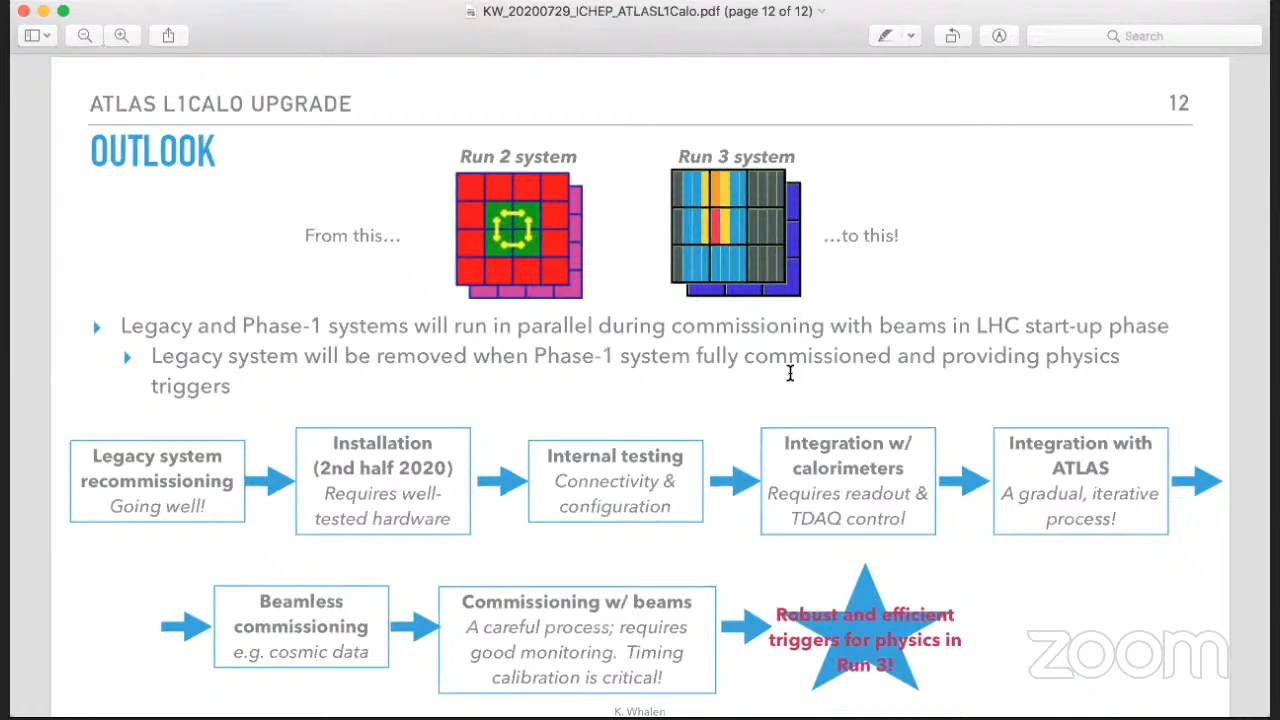 KW_20200729_ICHEP_ATLASL1Calo.pdf (page 12 of 12)
Search
ATLAS L1CALO UPGRADE
12
OUTLOOK
Run 2 system
Run 3 system
From this...
...to this!
Legacy and Phase-1 systems will run in parallel during commissioning with beams in LHC start-up phase
Legacy system will be removed when Phase-1 system fully commissioned and providing physics
triggers
Legacy system
recommissioning
Going well!
Installation
(2nd half 2020)
Requires well-
tested hardware
Internal testing
Connectivity &
configuration
Integration w/
calorimeters
Requires readout &
TDAQ control
Integration with
ATLAS
A gradual, iterative
process!
Beamless
commissioning
e.g. cosmic data
Commissioning w/ beams
A careful process; requires
good monitoring. Timing
calibration is critical!
Robust and efficient
triggers for physics in
Run 3!
zoom
K. Whalen